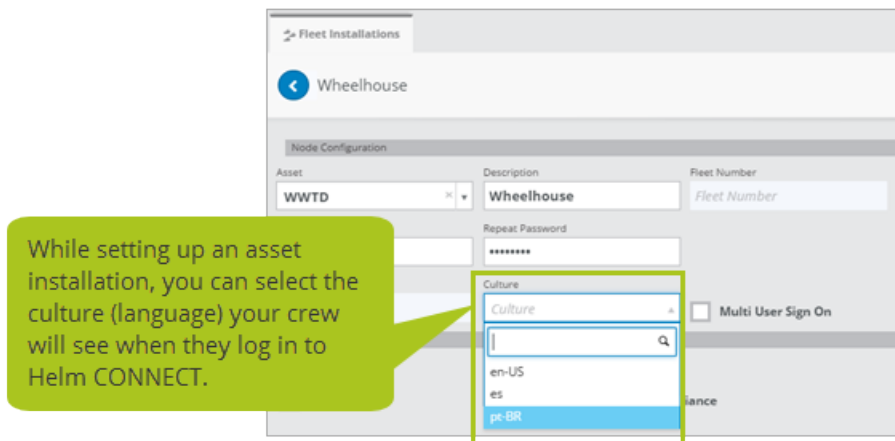 Fleet Installations
Wheelhouse
Node Configuration
Asset
Description
Fleet Number
WWTD
Wheelhouse
Fleet Number
Repeat Password
••••••••
While setting up an asset
installation, you can select the
culture (language) your crew
will see when they log in to
Helm CONNECT.
Culture
Culture
Multi User Sign On
en-US
es
pt-BR